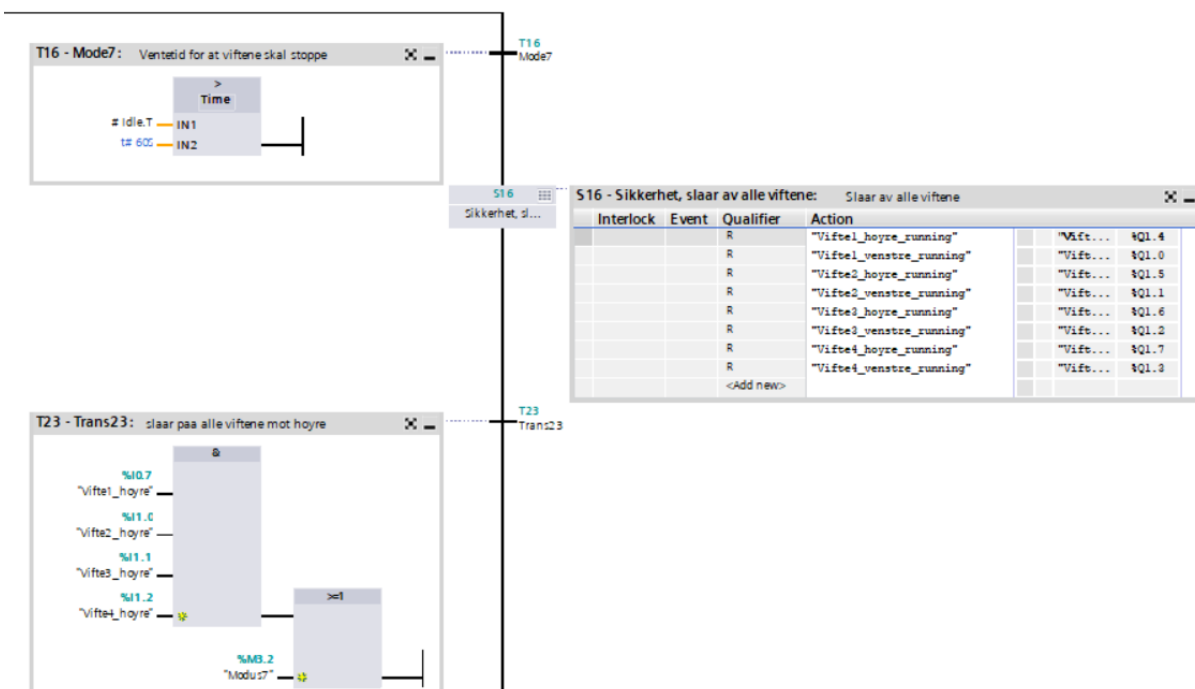 T16 - Mode7: Ventetid for at viftene skal stoppe
T16
Mode7
>
Time
# Idle.T
IN1
t# 60S
IN2
S16
Sikkerhet, sl...
S16 - Sikkerhet, slaar av alle viftene: Slaar av alle viftene
Interlock Event Qualifier Action
R "Vifte1_hoyre_running" "Vift... %Q1.4
R "Vifte1_venstre_running" "Vift... %Q1.0
R "Vifte2_hoyre_running" "Vift... %Q1.5
R "Vifte2_venstre_running" "Vift... %Q1.1
R "Vifte3_hoyre_running" "Vift... %Q1.6
R "Vifte3_venstre_running" "Vift... %Q1.2
R "Vifte4_hoyre_running" "Vift... %Q1.7
R "Vifte4_venstre_running" "Vift... %Q1.3
<Add new>
T23 - Trans23: slaar paa alle viftene mot hoyre
T23
Trans23
&
%I0.7
"Vifte1_hoyre"
%I1.0
"Vifte2_hoyre"
%I1.1
"Vifte3_hoyre"
%I1.2
"Vifte4_hoyre"
>=1
%M3.2
"Modus7"